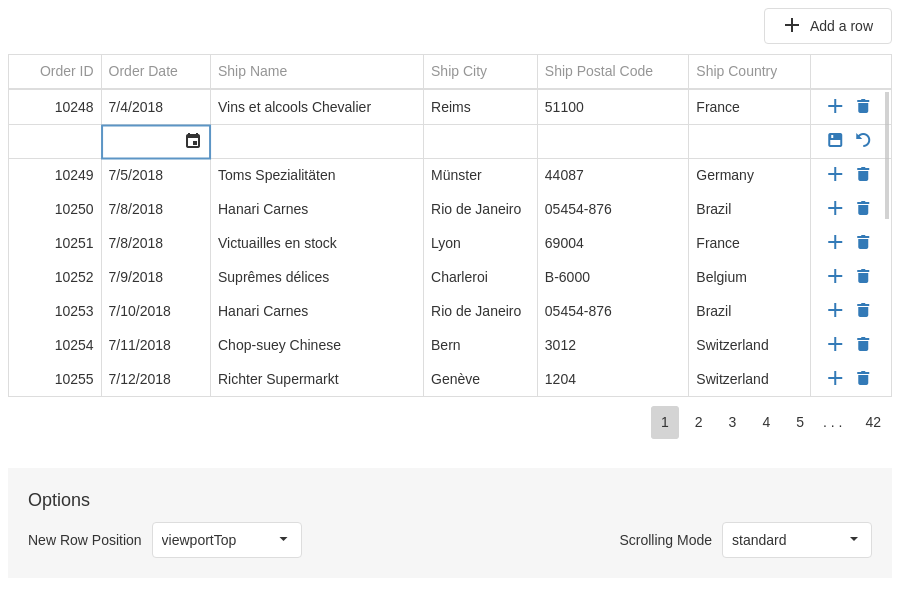 Add a row
Order ID Order Date Ship Name Ship City Ship Postal Code Ship Country
10248 7/4/2018 Vins et alcools Chevalier Reims 51100 France
10249 7/5/2018 Toms Spezialitäten Münster 44087 Germany
10250 7/8/2018 Hanari Carnes Rio de Janeiro 05454-876 Brazil
10251 7/8/2018 Victuailles en stock Lyon 69004 France
10252 7/9/2018 Suprêmes délices Charleroi B-6000 Belgium
10253 7/10/2018 Hanari Carnes Rio de Janeiro 05454-876 Brazil
10254 7/11/2018 Chop-suey Chinese Bern 3012 Switzerland
10255 7/12/2018 Richter Supermarkt Genève 1204 Switzerland
1 2 3 4 5 . . . 42
Options
New Row Position viewportTop Scrolling Mode standard